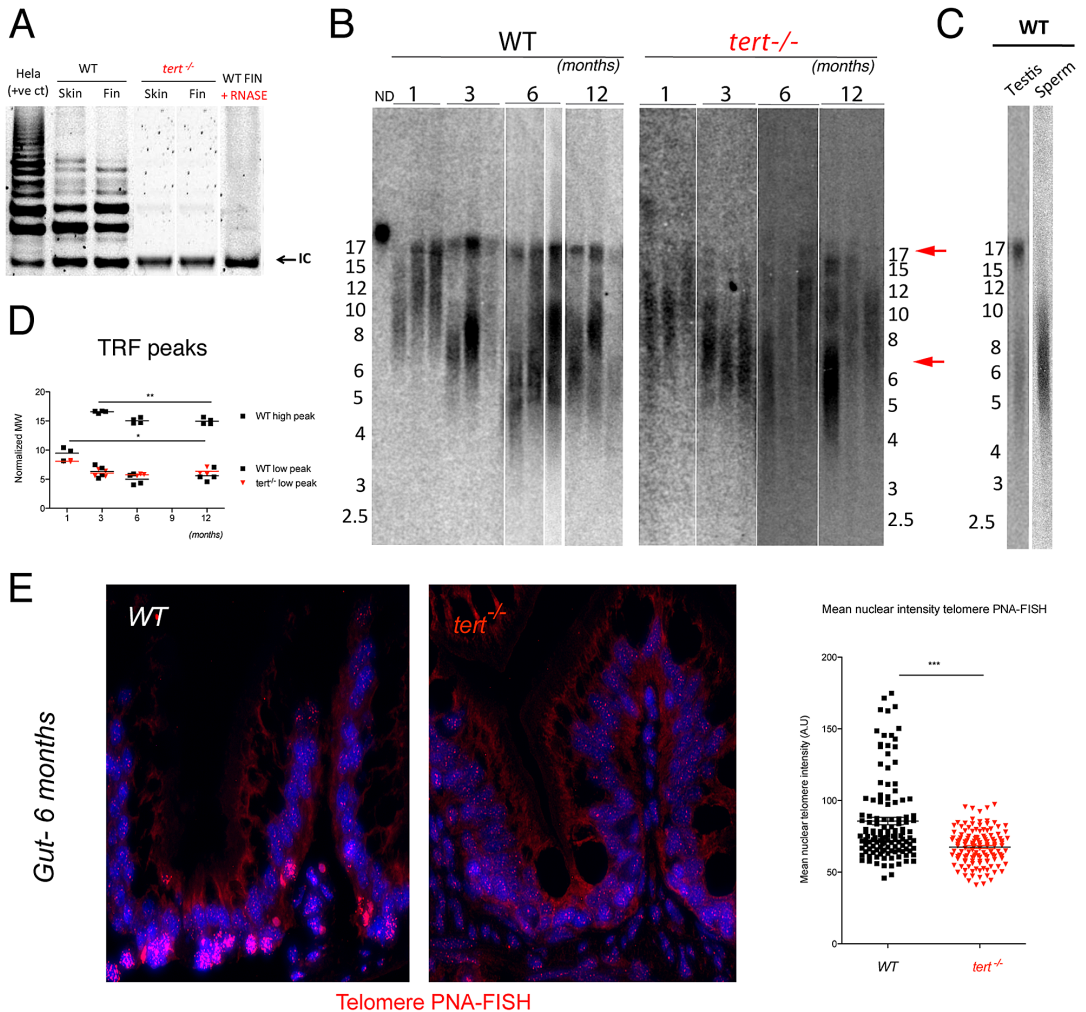 A
Hela
(+ve ct)
WT
Skin
Fin
tert -/-
Skin
Fin
WT FIN
+ RNASE
IC
B
WT
(months)
ND
1
3
6
12
tert-/-
(months)
1
3
6
12
17
15
12
10
8
6
5
4
3
2.5
17
15
12
10
8
6
5
4
3
2.5
C
WT
Testis
Sperm
17
15
12
10
8
6
5
4
3
2.5
D
TRF peaks
Normalized MW
20
15
10
5
0
**
*
1
3
6
9
12
(months)
WT high peak
WT low peak
tert-/- low peak
E
Gut- 6 months
WT
tert -/-
Telomere PNA-FISH
Mean nuclear intensity telomere PNA-FISH
Mean nuclear telomere intensity (A.U)
200
150
100
50
0
***
WT
tert -/-